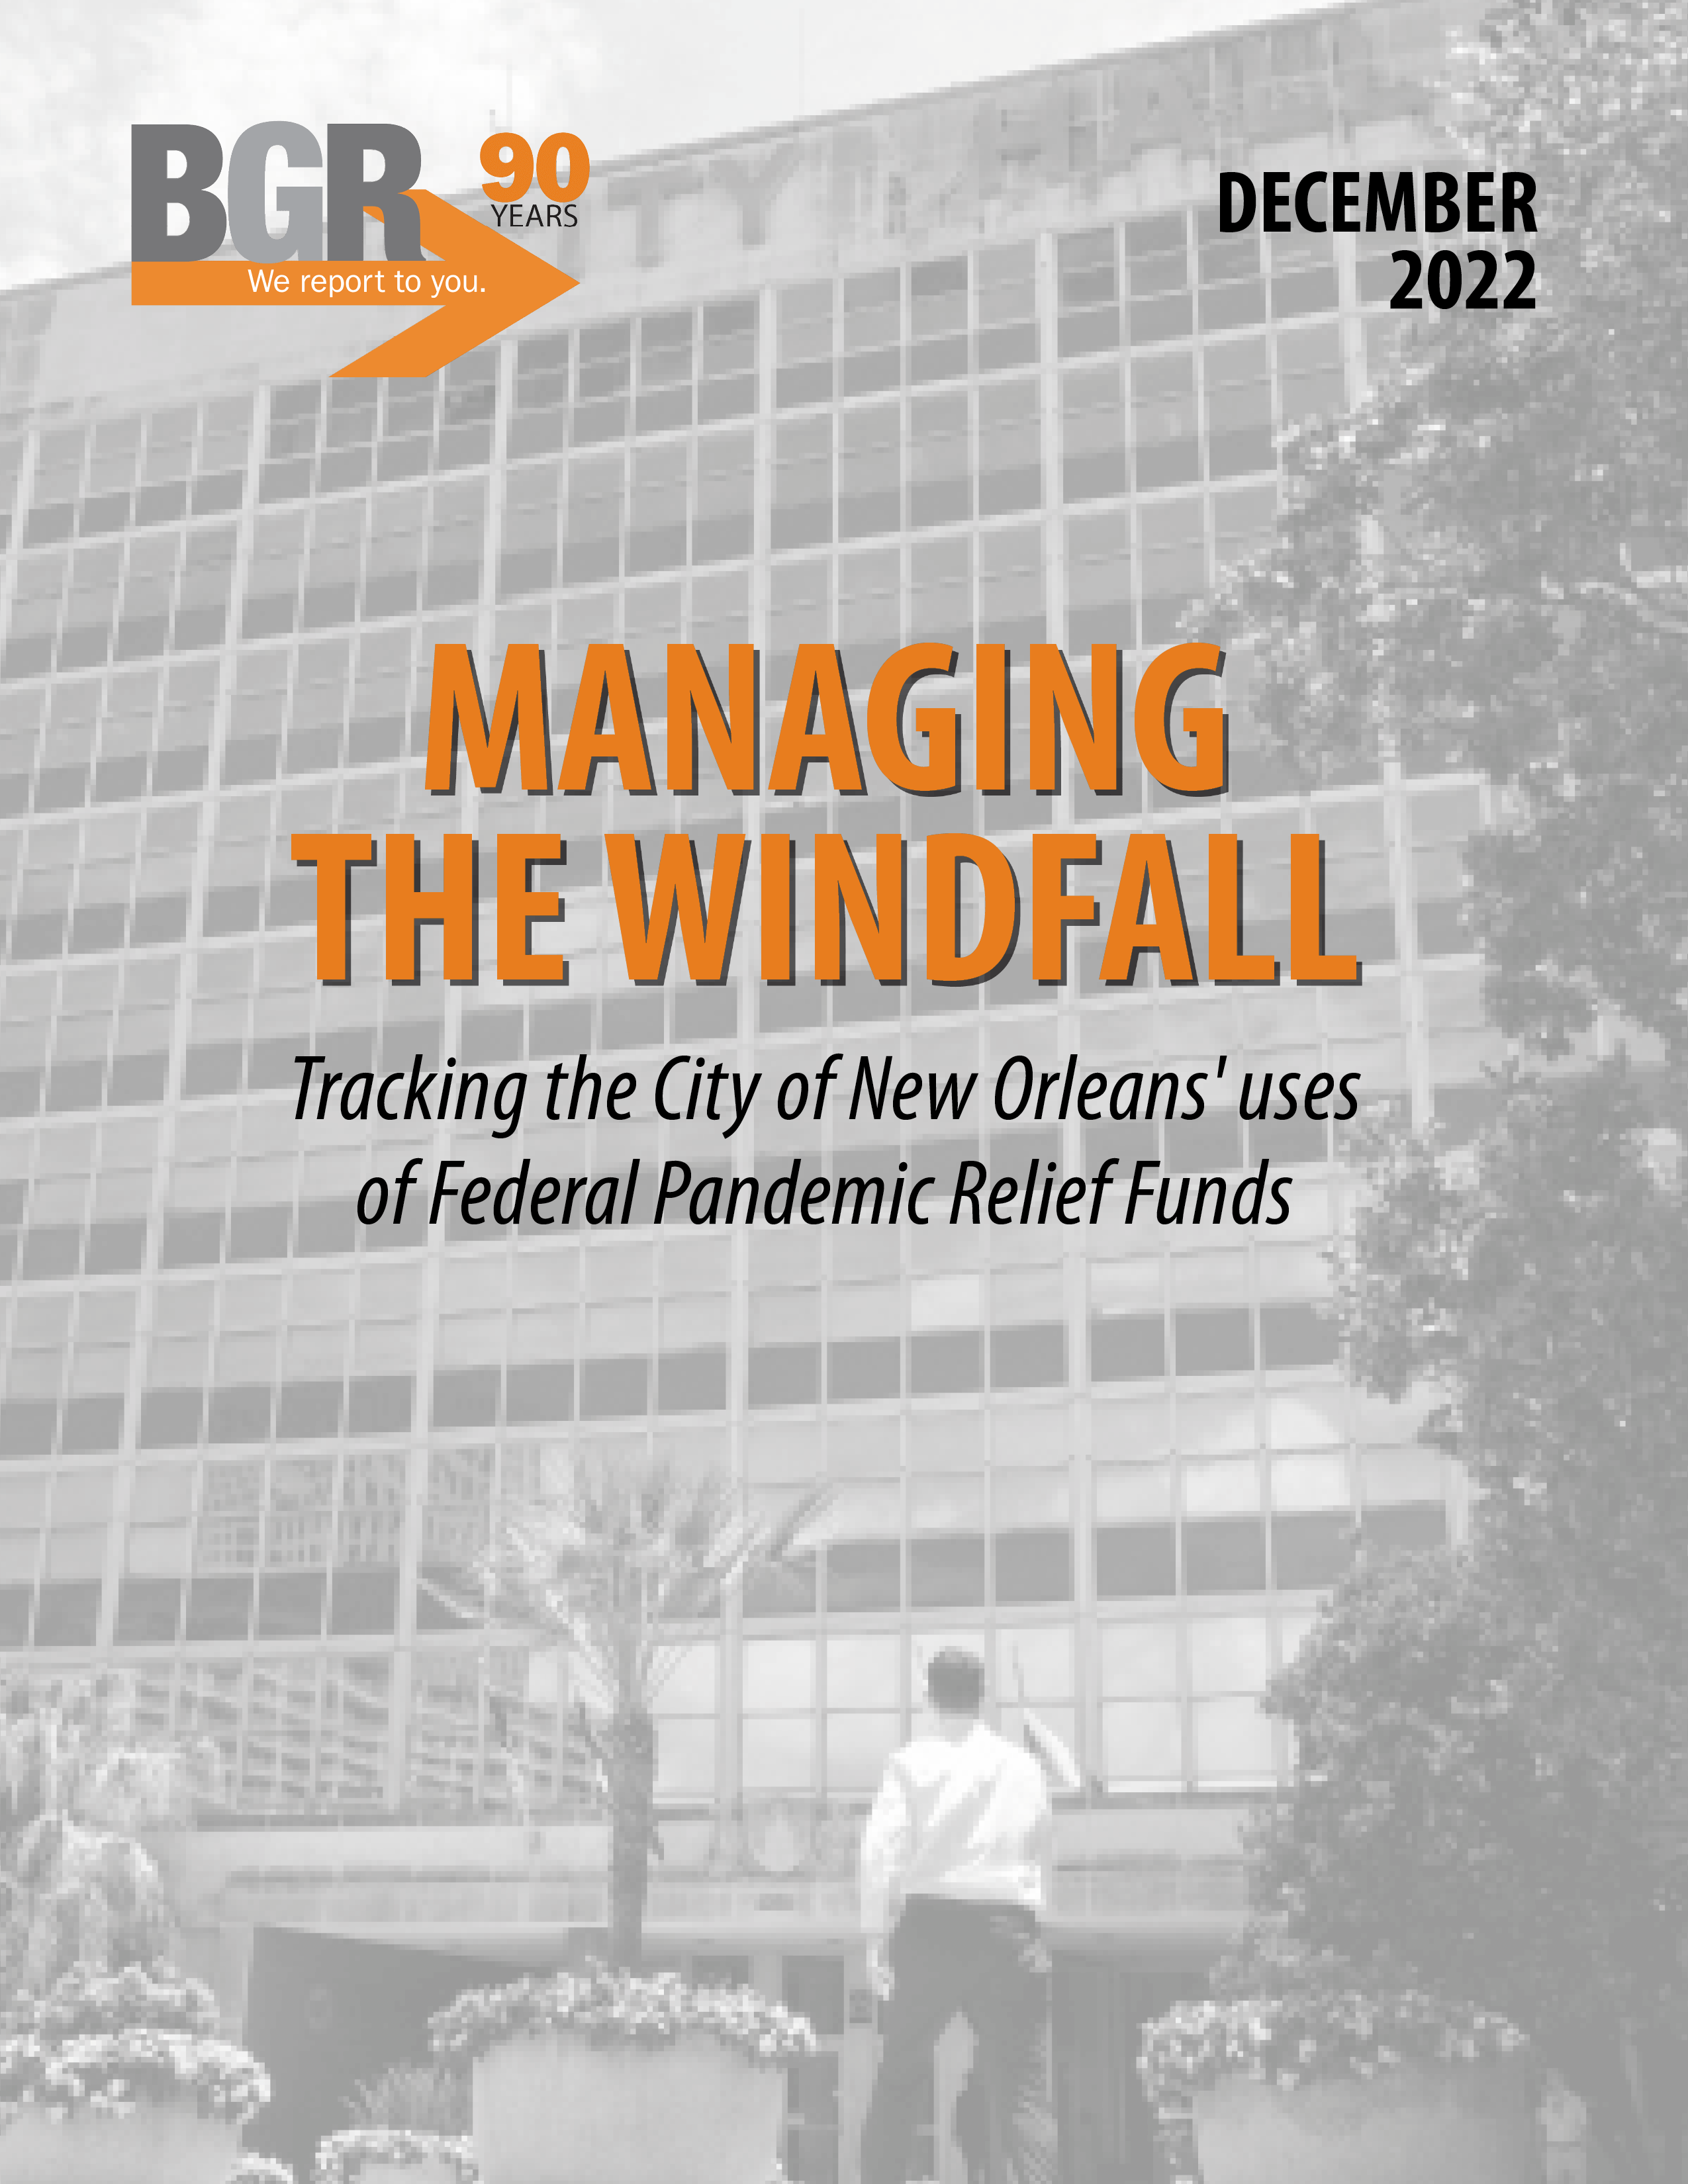 BGR
90
YEARS
We report to you.
DECEMBER
2022
MANAGING
THE WINDFALL
Tracking the City of New Orleans' uses
of Federal Pandemic Relief Funds